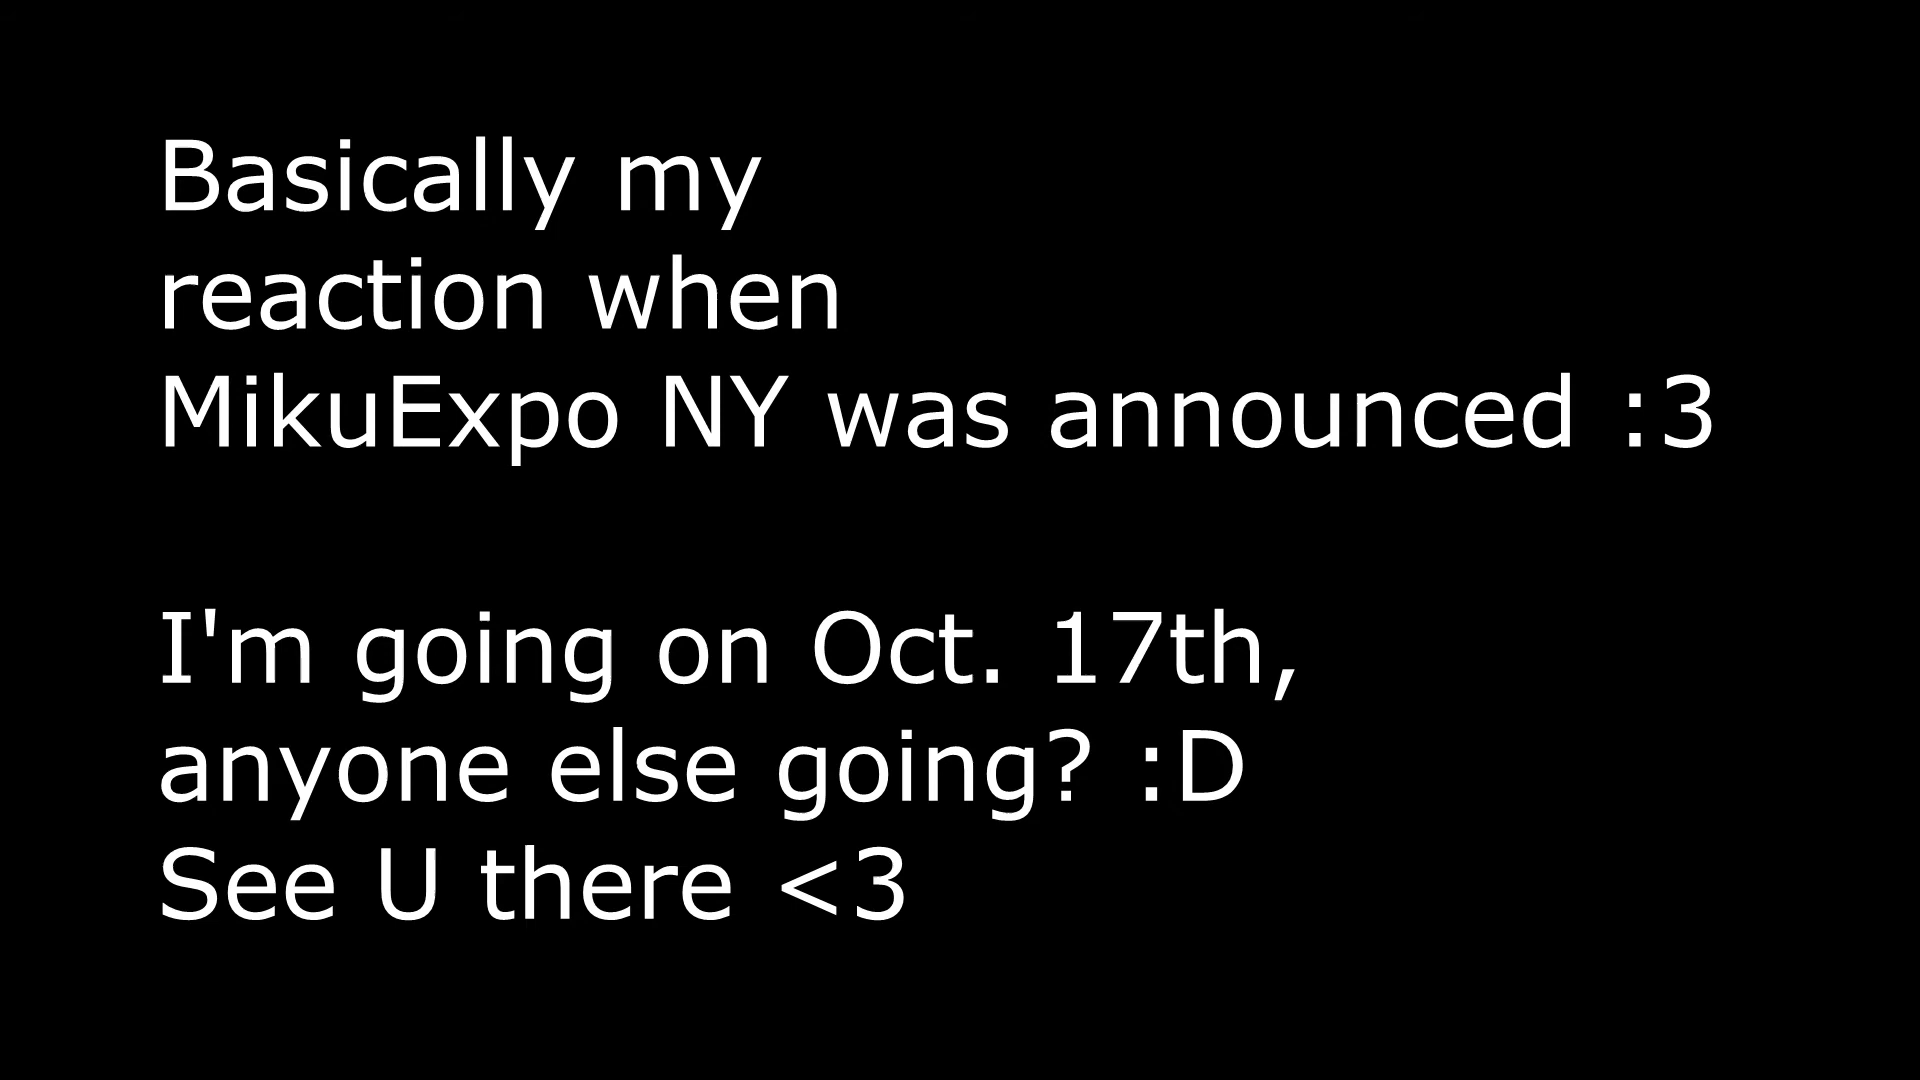 Basically my
reaction when
MikuExpo NY was announced :3
I'm going on Oct. 17th,
anyone else going? :D
See U there <3